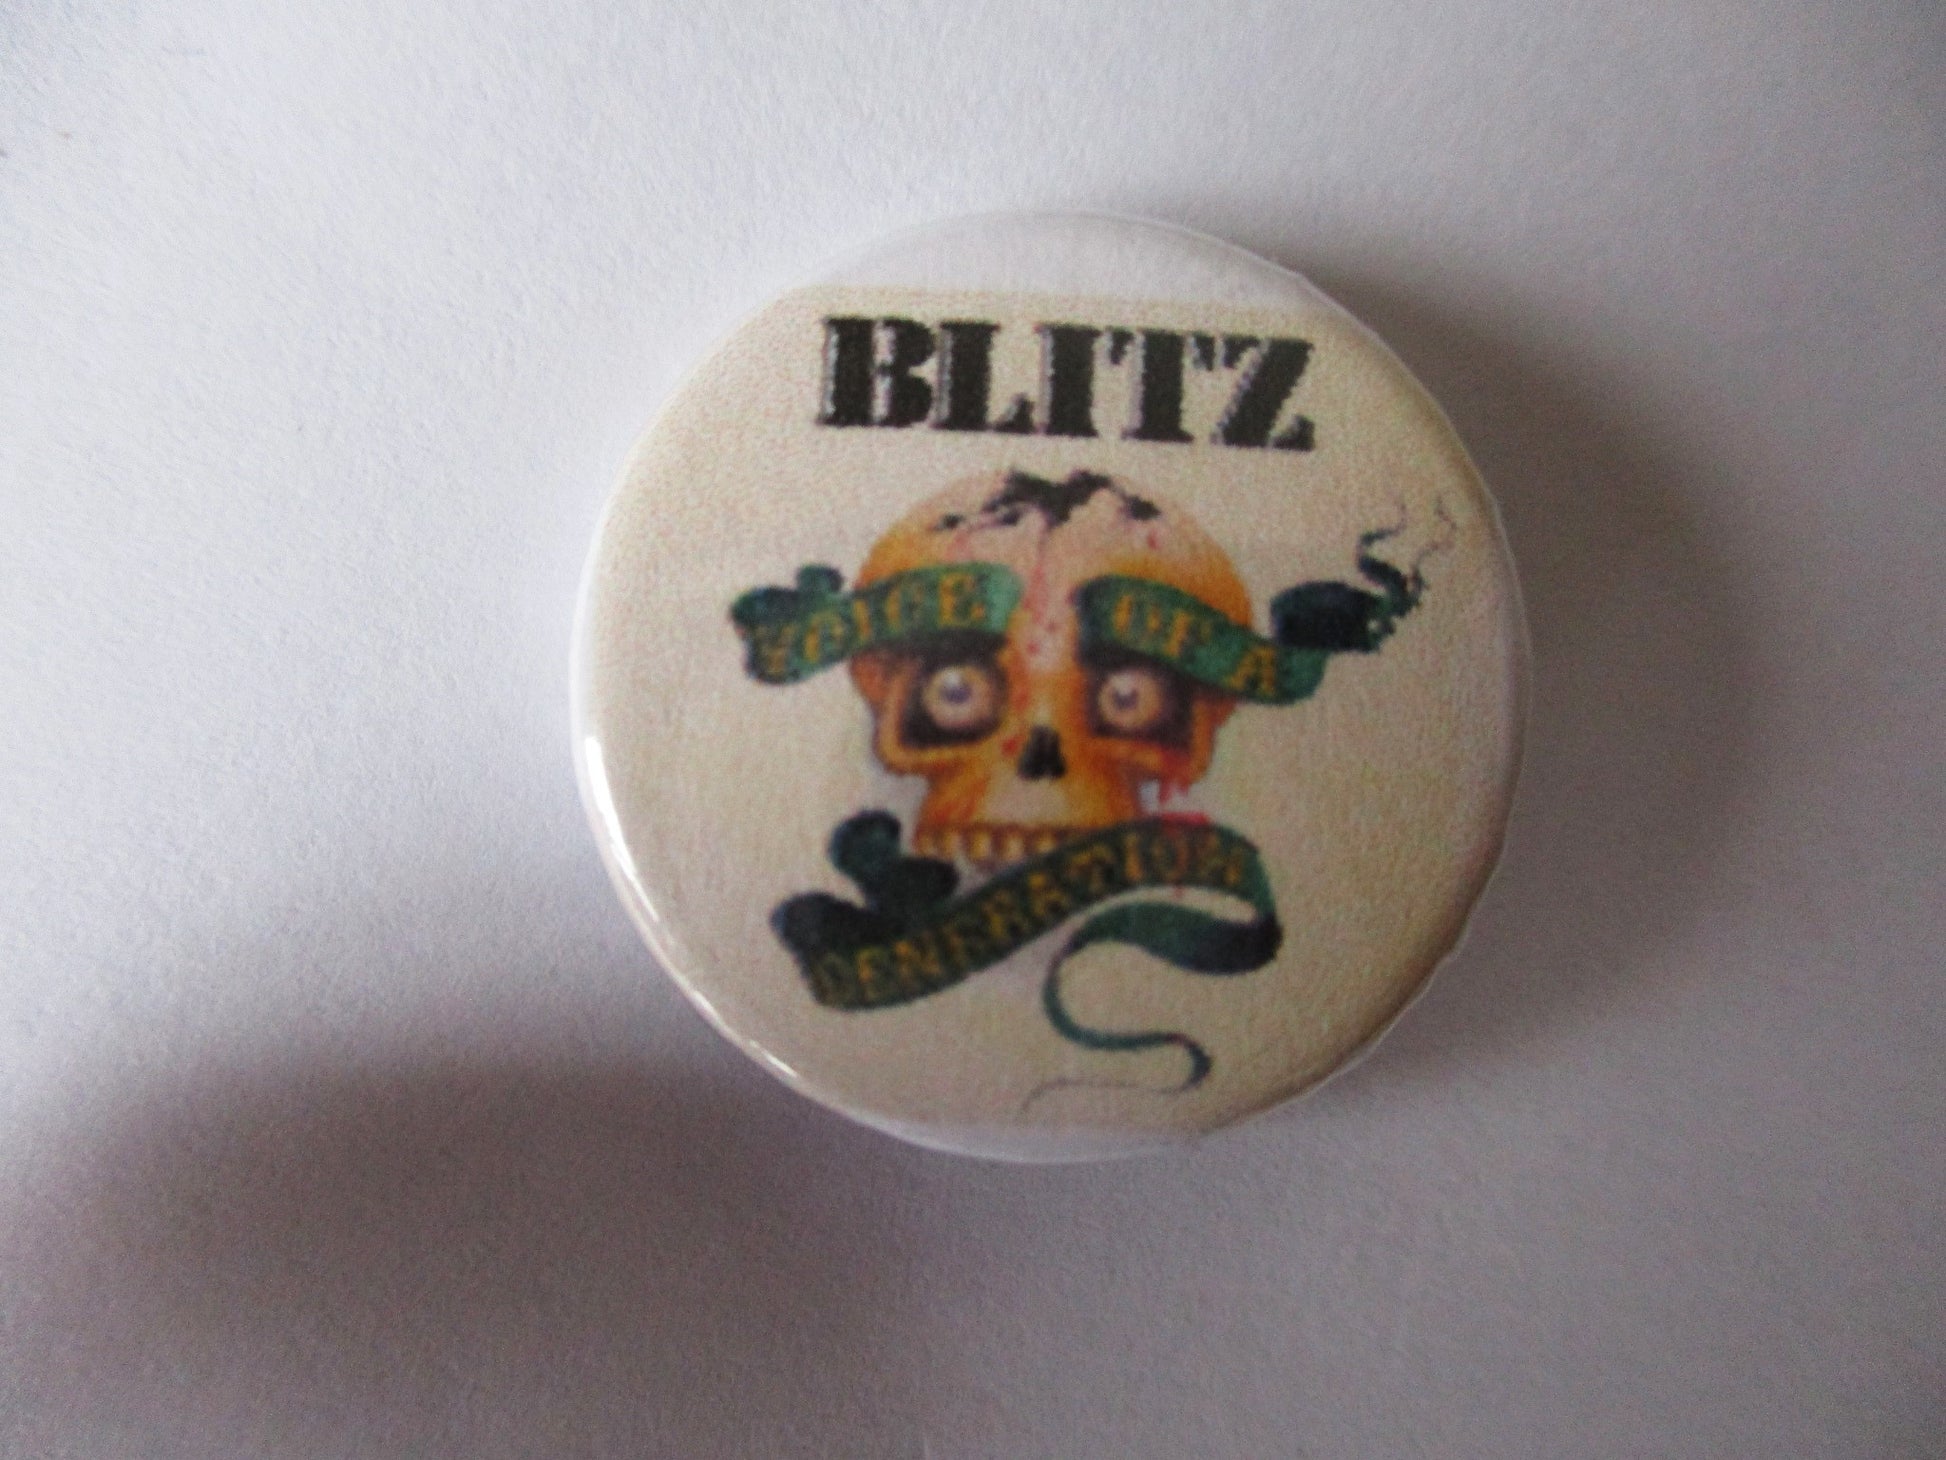 BLITZ
VOICE OF A
GENERATION